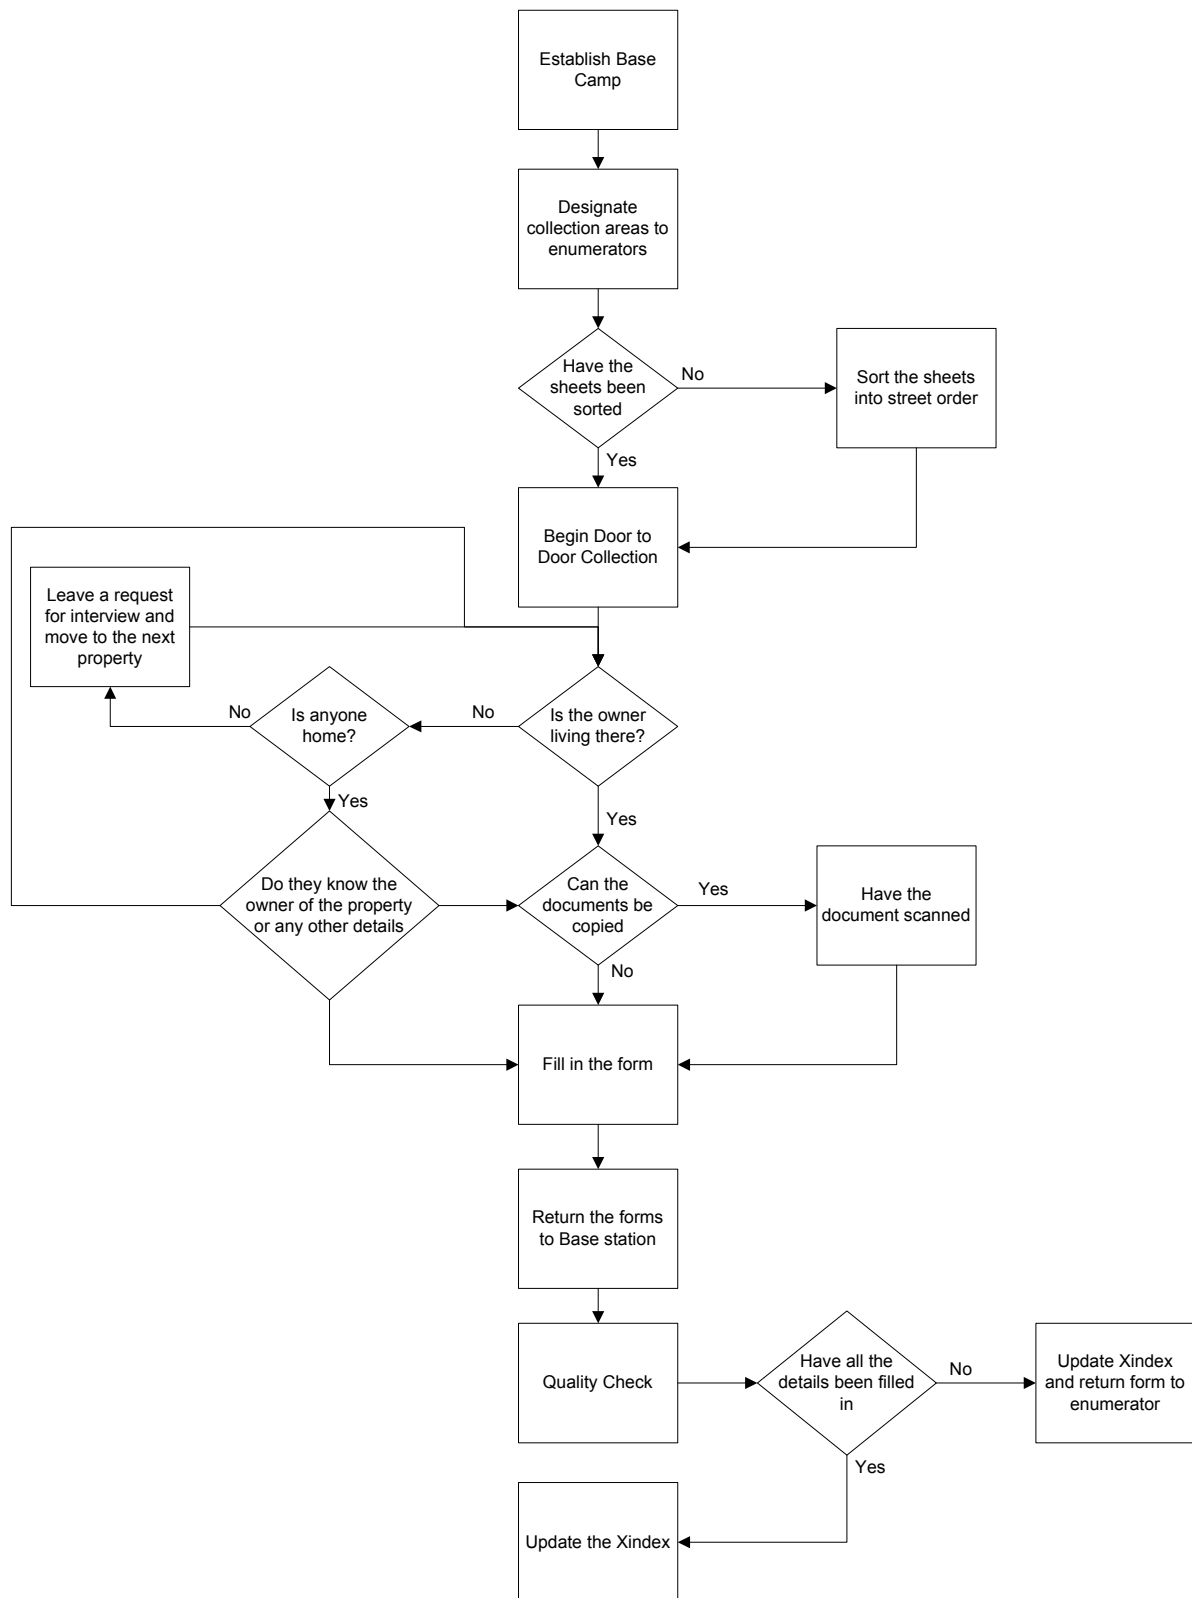 Establish Base
Camp
Designate
collection areas to
enumerators
Have the
sheets been
sorted
No
Sort the sheets
into street order
Yes
Begin Door to
Door Collection
Leave a request
for interview and
move to the next
property
No
Is anyone
home?
No
Is the owner
living there?
Yes
Yes
Do they know the
owner of the property
or any other details
Can the
documents be
copied
Yes
Have the
document scanned
No
Fill in the form
Return the forms
to Base station
Quality Check
Have all the
details been filled
in
No
Update Xindex
and return form to
enumerator
Yes
Update the Xindex